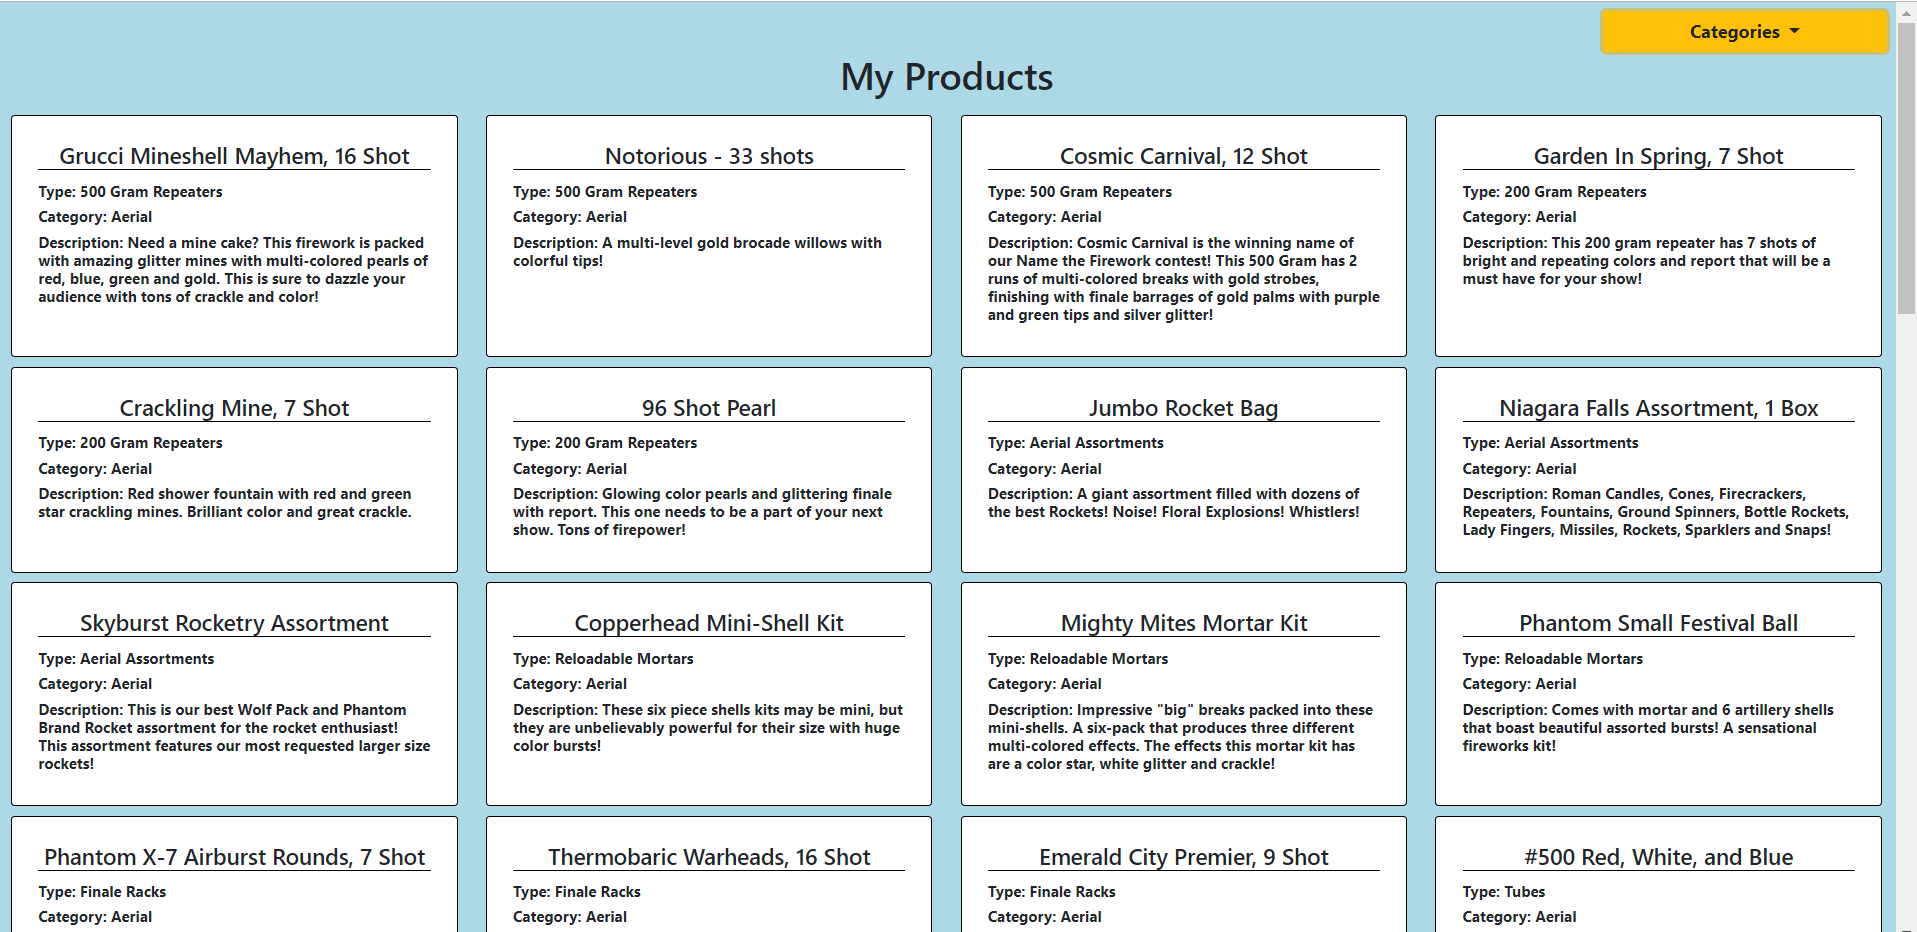 Categories
My Products
Grucci Mineshell Mayhem, 16 Shot
Type: 500 Gram Repeaters
Category: Aerial
Description: Need a mine cake? This firework is packed
with amazing glitter mines with multi-colored pearls of
red, blue, green and gold. This is sure to dazzle your
audience with tons of crackle and color!
Notorious - 33 shots
Type: 500 Gram Repeaters
Category: Aerial
Description: A multi-level gold brocade willows with
colorful tips!
Cosmic Carnival, 12 Shot
Type: 500 Gram Repeaters
Category: Aerial
Description: Cosmic Carnival is the winning name of
our Name the Firework contest! This 500 Gram has 2
runs of multi-colored breaks with gold strobes,
finishing with finale barrages of gold palms with purple
and green tips and silver glitter!
Garden In Spring, 7 Shot
Type: 200 Gram Repeaters
Category: Aerial
Description: This 200 gram repeater has 7 shots of
bright and repeating colors and report that will be a
must have for your show!
Crackling Mine, 7 Shot
Type: 200 Gram Repeaters
Category: Aerial
Description: Red shower fountain with red and green
star crackling mines. Brilliant color and great crackle.
96 Shot Pearl
Type: 200 Gram Repeaters
Category: Aerial
Description: Glowing color pearls and glittering finale
with report. This one needs to be a part of your next
show. Tons of firepower!
Jumbo Rocket Bag
Type: Aerial Assortments
Category: Aerial
Description: A giant assortment filled with dozens of
the best Rockets! Noise! Floral Explosions! Whistlers!
Niagara Falls Assortment, 1 Box
Type: Aerial Assortments
Category: Aerial
Description: Roman Candles, Cones, Firecrackers,
Repeaters, Fountains, Ground Spinners, Bottle Rockets,
Lady Fingers, Missiles, Rockets, Sparklers and Snaps!
Skyburst Rocketry Assortment
Type: Aerial Assortments
Category: Aerial
Description: This is our best Wolf Pack and Phantom
Brand Rocket assortment for the rocket enthusiast!
This assortment features our most requested larger size
rockets!
Copperhead Mini-Shell Kit
Type: Reloadable Mortars
Category: Aerial
Description: These six piece shells kits may be mini, but
they are unbelievably powerful for their size with huge
color bursts!
Mighty Mites Mortar Kit
Type: Reloadable Mortars
Category: Aerial
Description: Impressive "big" breaks packed into these
mini-shells. A six-pack that produces three different
multi-colored effects. The effects this mortar kit has
are a color star, white glitter and crackle!
Phantom Small Festival Ball
Type: Reloadable Mortars
Category: Aerial
Description: Comes with mortar and 6 artillery shells
that boast beautiful assorted bursts! A sensational
fireworks kit!
Phantom X-7 Airburst Rounds, 7 Shot
Type: Finale Racks
Category: Aerial
Thermobaric Warheads, 16 Shot
Type: Finale Racks
Category: Aerial
Emerald City Premier, 9 Shot
Type: Finale Racks
Category: Aerial
#500 Red, White, and Blue
Type: Tubes
Category: Aerial